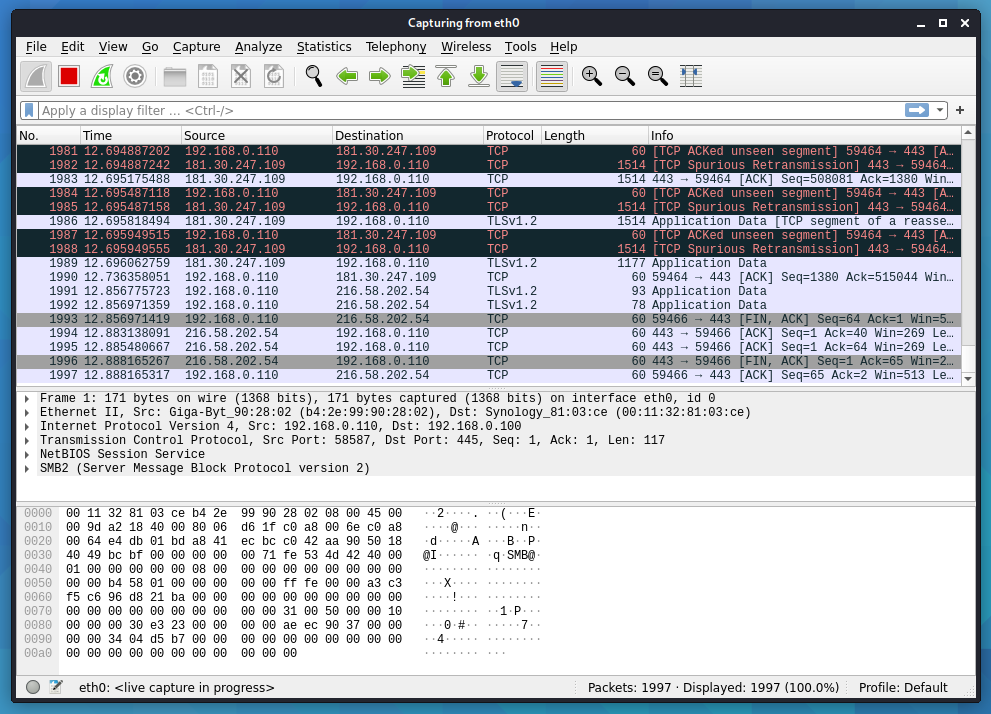 Capturing from eth0
File Edit View Go Capture Analyze Statistics Telephony Wireless Tools Help
Apply a display filter … <Ctrl-/>
No. Time Source Destination Protocol Length Info
1981 12.694887202 192.168.0.110 181.30.247.109 TCP 60 [TCP ACKed unseen segment] 59464 → 443 [A…
1982 12.694887242 181.30.247.109 192.168.0.110 TCP 1514 [TCP Spurious Retransmission] 443 → 59464…
1983 12.695175488 181.30.247.109 192.168.0.110 TCP 1514 443 → 59464 [ACK] Seq=508081 Ack=1380 Win…
1984 12.695487118 192.168.0.110 181.30.247.109 TCP 60 [TCP ACKed unseen segment] 59464 → 443 [A…
1985 12.695487158 181.30.247.109 192.168.0.110 TCP 1514 [TCP Spurious Retransmission] 443 → 59464…
1986 12.695818494 181.30.247.109 192.168.0.110 TLSv1.2 1514 Application Data [TCP segment of a reasse…
1987 12.695949515 192.168.0.110 181.30.247.109 TCP 60 [TCP ACKed unseen segment] 59464 → 443 [A…
1988 12.695949555 181.30.247.109 192.168.0.110 TCP 1514 [TCP Spurious Retransmission] 443 → 59464…
1989 12.696062759 181.30.247.109 192.168.0.110 TLSv1.2 1177 Application Data
1990 12.736358051 192.168.0.110 181.30.247.109 TCP 60 59464 → 443 [ACK] Seq=1380 Ack=515044 Win…
1991 12.856775723 192.168.0.110 216.58.202.54 TLSv1.2 93 Application Data
1992 12.856971359 192.168.0.110 216.58.202.54 TLSv1.2 78 Application Data
1993 12.856971419 192.168.0.110 216.58.202.54 TCP 60 59466 → 443 [FIN, ACK] Seq=64 Ack=1 Win=5…
1994 12.883138091 216.58.202.54 192.168.0.110 TCP 60 443 → 59466 [ACK] Seq=1 Ack=40 Win=269 Le…
1995 12.885480667 216.58.202.54 192.168.0.110 TCP 60 443 → 59466 [ACK] Seq=1 Ack=64 Win=269 Le…
1996 12.888165267 216.58.202.54 192.168.0.110 TCP 60 443 → 59466 [FIN, ACK] Seq=1 Ack=65 Win=2…
1997 12.888165317 192.168.0.110 216.58.202.54 TCP 60 59466 → 443 [ACK] Seq=65 Ack=2 Win=513 Le…
Frame 1: 171 bytes on wire (1368 bits), 171 bytes captured (1368 bits) on interface eth0, id 0
Ethernet II, Src: Giga-Byt_90:28:02 (b4:2e:99:90:28:02), Dst: Synology_81:03:ce (00:11:32:81:03:ce)
Internet Protocol Version 4, Src: 192.168.0.110, Dst: 192.168.0.100
Transmission Control Protocol, Src Port: 58587, Dst Port: 445, Seq: 1, Ack: 1, Len: 117
NetBIOS Session Service
SMB2 (Server Message Block Protocol version 2)
0000 00 11 32 81 03 ce b4 2e 99 90 28 02 08 00 45 00 ··2····. ··(···E·
0010 00 9d a2 18 40 00 80 06 d6 1f c0 a8 00 6e c0 a8 ····@··· ·····n··
0020 00 64 e4 db 01 bd a8 41 ec bc c0 42 aa 90 50 18 ·d·····A ···B··P·
0030 40 49 bc bf 00 00 00 00 00 71 fe 53 4d 42 40 00 @I······ ·q·SMB@·
0040 01 00 00 00 00 00 08 00 00 00 00 00 00 00 00 00 ········ ········
0050 00 00 b4 58 01 00 00 00 00 00 ff fe 00 00 a3 c3 ···X···· ········
0060 f5 c6 96 d8 21 ba 00 00 00 00 00 00 00 00 00 00 ····!··· ········
0070 00 00 00 00 00 00 00 00 00 00 31 00 50 00 00 10 ········ ··1·P···
0080 00 00 00 30 e3 23 00 00 00 00 ae ec 90 37 00 00 ···0·#·· ·····7··
0090 00 00 34 04 d5 b7 00 00 00 00 00 00 00 00 00 00 ··4····· ········
00a0 00 00 00 00 00 00 00 00 00 00 00 ········ ···
eth0: <live capture in progress> Packets: 1997 · Displayed: 1997 (100.0%) Profile: Default